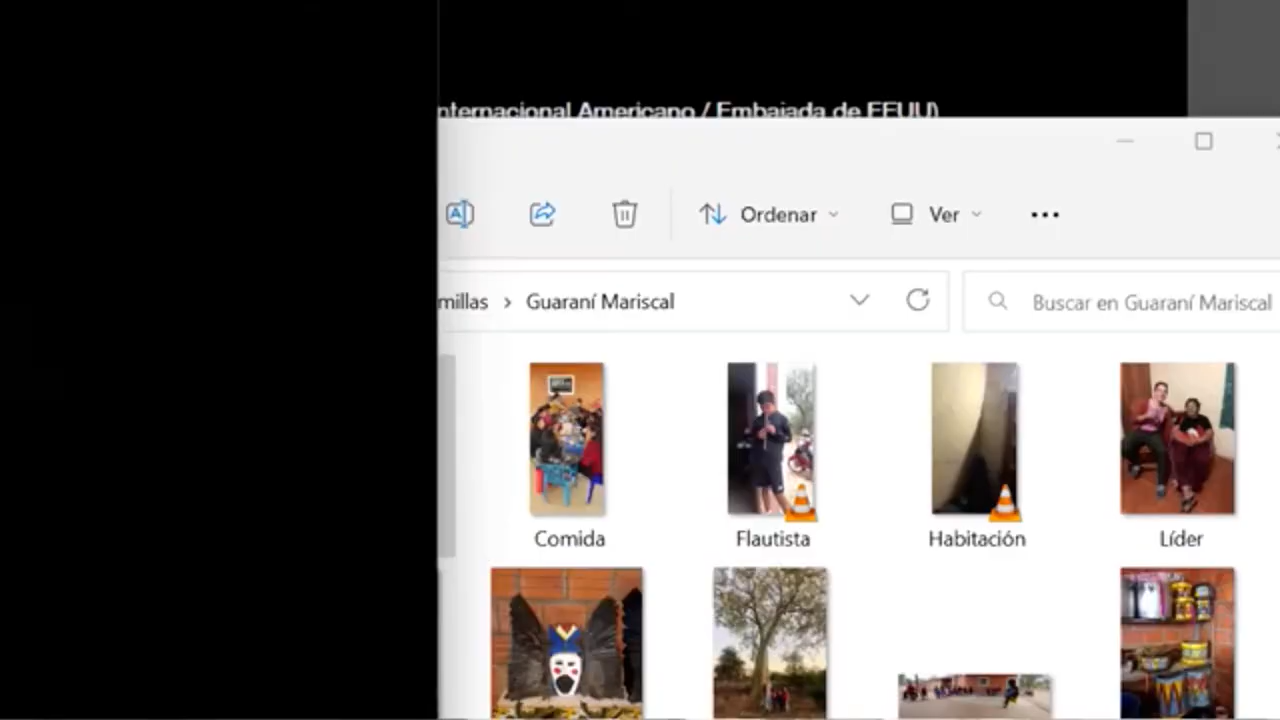 nternacional Americano / Embajada de EEUU)
Ordenar
Ver
millas > Guaraní Mariscal
Buscar en Guaraní Mariscal
Comida
Flautista
Habitación
Líder